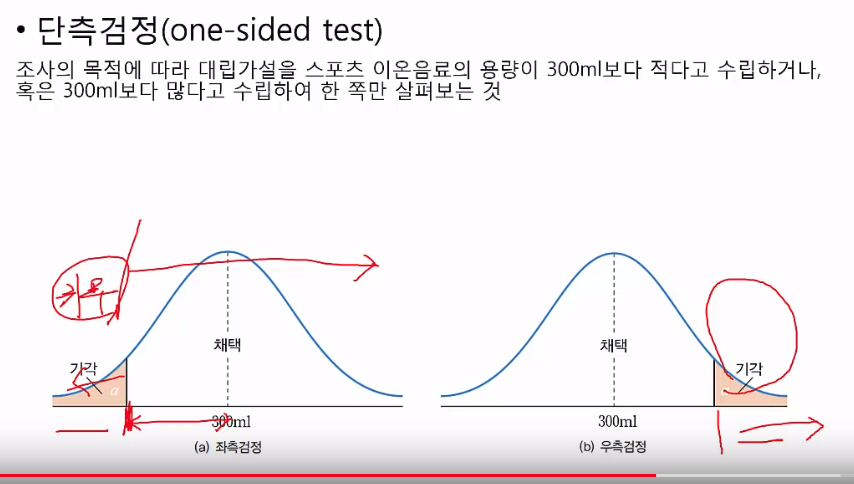 • 단측검정(one-sided test)
조사의 목적에 따라 대립가설을 스포츠 이온음료의 용량이 300ml보다 적다고 수립하거나,
혹은 300ml보다 많다고 수립하여 한 쪽만 살펴보는 것
기각
α
채택
300ml
(a) 좌측검정
채택
기각
300ml
(b) 우측검정